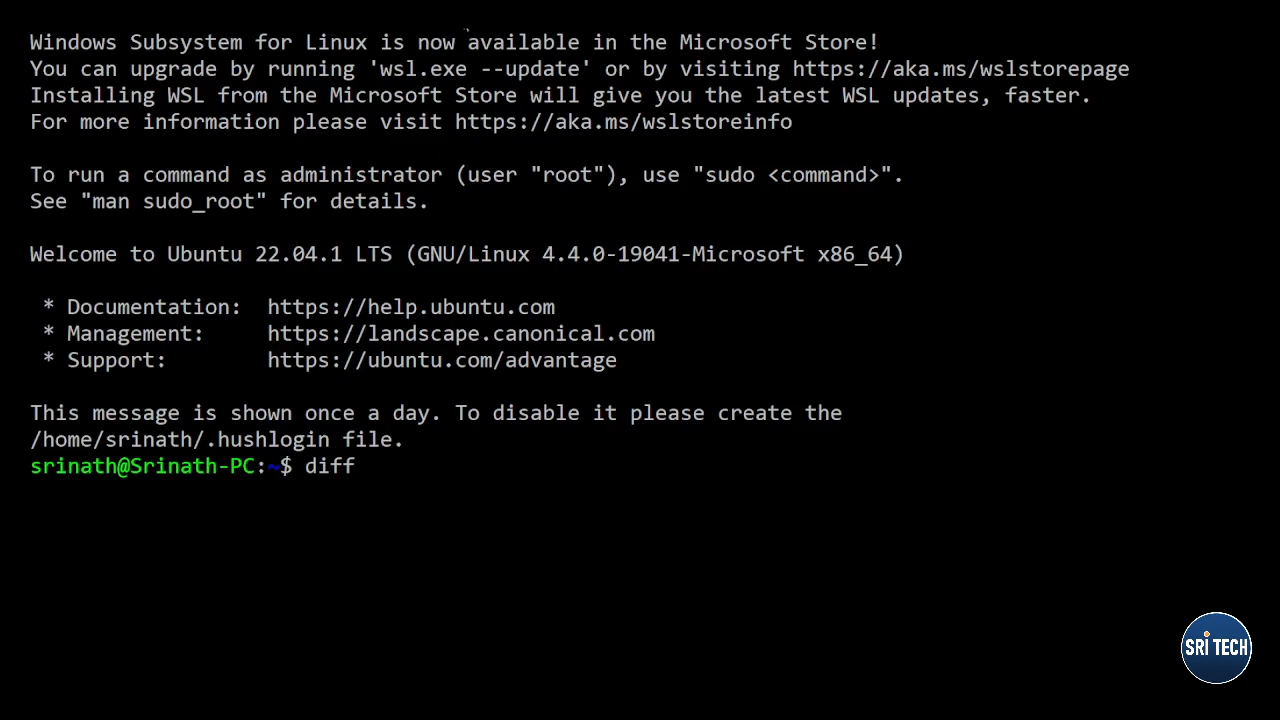 Windows Subsystem for Linux is now available in the Microsoft Store!
You can upgrade by running 'wsl.exe --update' or by visiting https://aka.ms/wslstorepage
Installing WSL from the Microsoft Store will give you the latest WSL updates, faster.
For more information please visit https://aka.ms/wslstoreinfo
To run a command as administrator (user "root"), use "sudo <command>".
See "man sudo_root" for details.
Welcome to Ubuntu 22.04.1 LTS (GNU/Linux 4.4.0-19041-Microsoft x86_64)
* Documentation: https://help.ubuntu.com
* Management: https://landscape.canonical.com
* Support: https://ubuntu.com/advantage
This message is shown once a day. To disable it please create the
/home/srinath/.hushlogin file.
srinath@Srinath-PC:~$ diff
SRI TECH